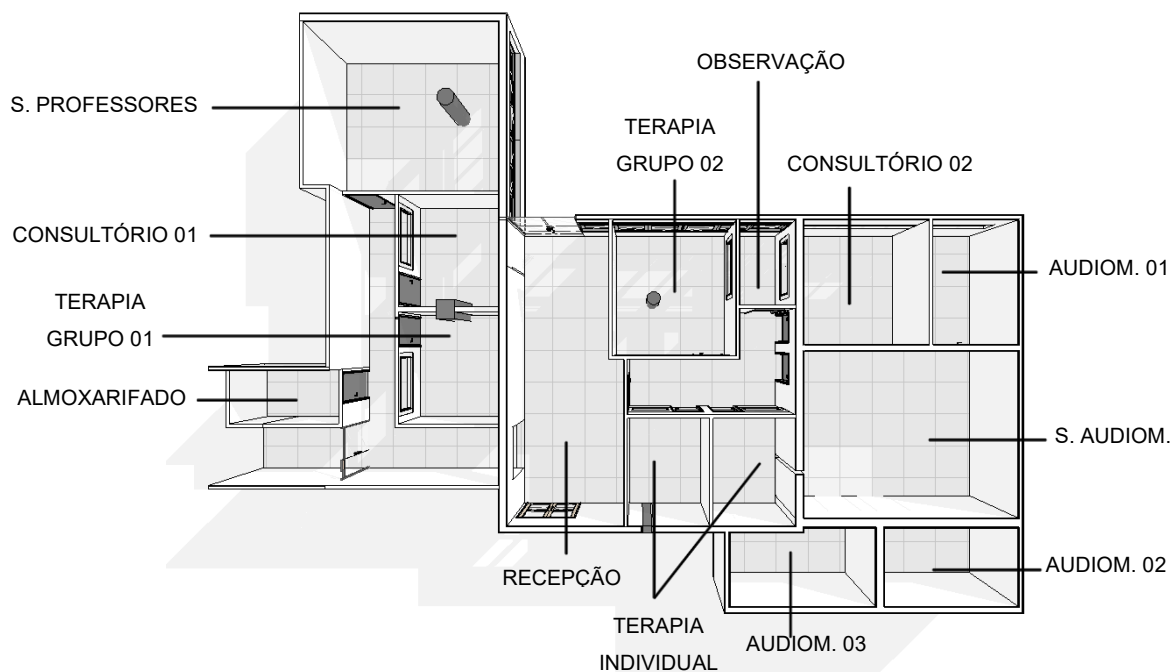 OBSERVAÇÃO
S. PROFESSORES
TERAPIA
GRUPO 02
CONSULTÓRIO 02
CONSULTÓRIO 01
AUDIOM. 01
TERAPIA
GRUPO 01
ALMOXARIFADO
S. AUDIOM.
RECEPÇÃO
AUDIOM. 02
TERAPIA
INDIVIDUAL
AUDIOM. 03